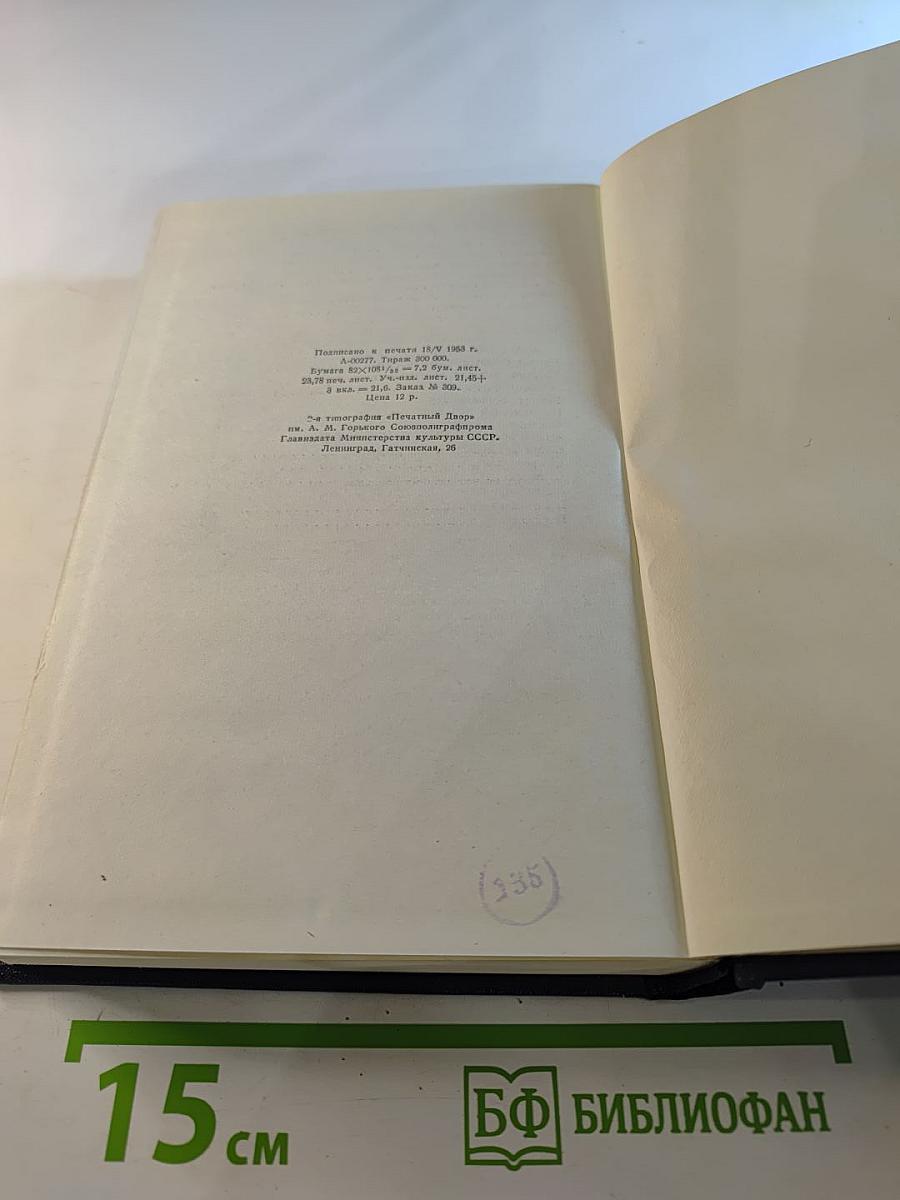 Подписано к печати 18/V 1953 г.
А-00277. Тираж 300 000.
Бумага 82×108¹/₃₂ = 7,2 бум. лист.
23,78 печ. лист. Уч.-изд. лист. 21,45+
3 вкл. = 21,6. Заказ № 309.
Цена 12 р.
2-я типография «Печатный Двор»
им. А. М. Горького Союзполиграфпрома
Главиздата Министерства культуры СССР.
Ленинград, Гатчинская, 26
235
15 см
БФ БИБЛИОФАН